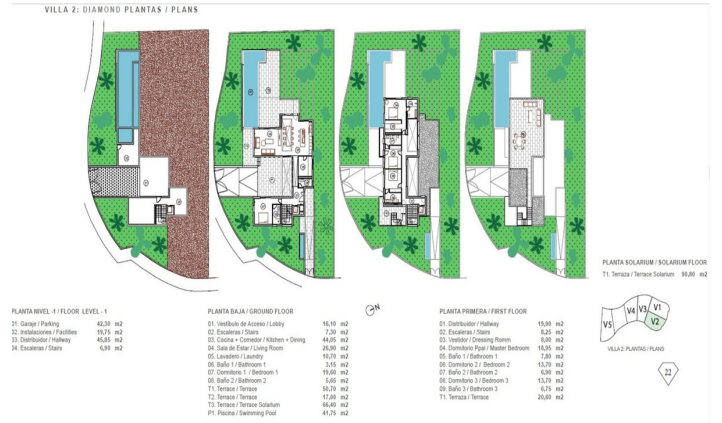 VILLA 2: DIAMOND PLANTAS / PLANS
PLANTA SOLARIUM / SOLARIUM FLOOR
T1. Terraza / Terrace Solarium 90,80 m2
PLANTA NIVEL -1 / FLOOR LEVEL - 1
01. Garaje / Parking 42,30 m2
02. Instalaciones / Facilities 19,75 m2
03. Distribuidor / Hallway 45,85 m2
04. Escaleras / Stairs 6,90 m2
PLANTA BAJA / GROUND FLOOR
01. Vestíbulo de Acceso / Lobby 16,10 m2
02. Escaleras / Stairs 7,30 m2
03. Cocina + Comedor / Kitchen + Dining 44,05 m2
04. Sala de Estar / Living Room 26,90 m2
05. Lavadero / Laundry 10,70 m2
06. Baño 1 / Bathroom 1 3,15 m2
07. Dormitorio 1 / Bedroom 1 19,60 m2
08. Baño 2 / Bathroom 2 5,65 m2
T1. Terraza / Terrace 50,70 m2
T2. Terraza / Terrace 17,00 m2
T3. Terraza / Terrace Solarium 66,40 m2
P1. Piscina / Swimming Pool 41,75 m2
N
PLANTA PRIMERA / FIRST FLOOR
01. Distribuidor / Hallway 19,90 m2
02. Escaleras / Stairs 8,25 m2
03. Vestidor / Dressing Romm 8,00 m2
04. Dormitorio Ppal / Master Bedroom 18,95 m2
05. Baño 1 / Bathroom 1 7,80 m2
06. Dormitorio 2 / Bedroom 2 13,70 m2
07. Baño 2 / Bathroom 2 6,90 m2
08. Dormitorio 3 / Bedroom 3 13,70 m2
09. Baño 3 / Bathroom 3 6,75 m2
T1. Terraza / Terrace 20,60 m2
V5 V4 V3 V1
V2
VILLA 2: PLANTAS / PLANS
22